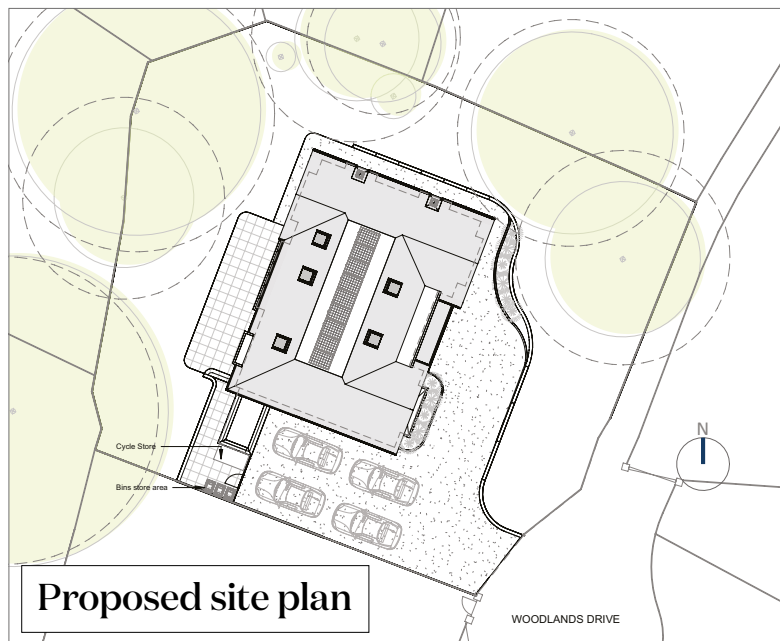 N
Cycle Store
Bins store area
Proposed site plan
WOODLANDS DRIVE